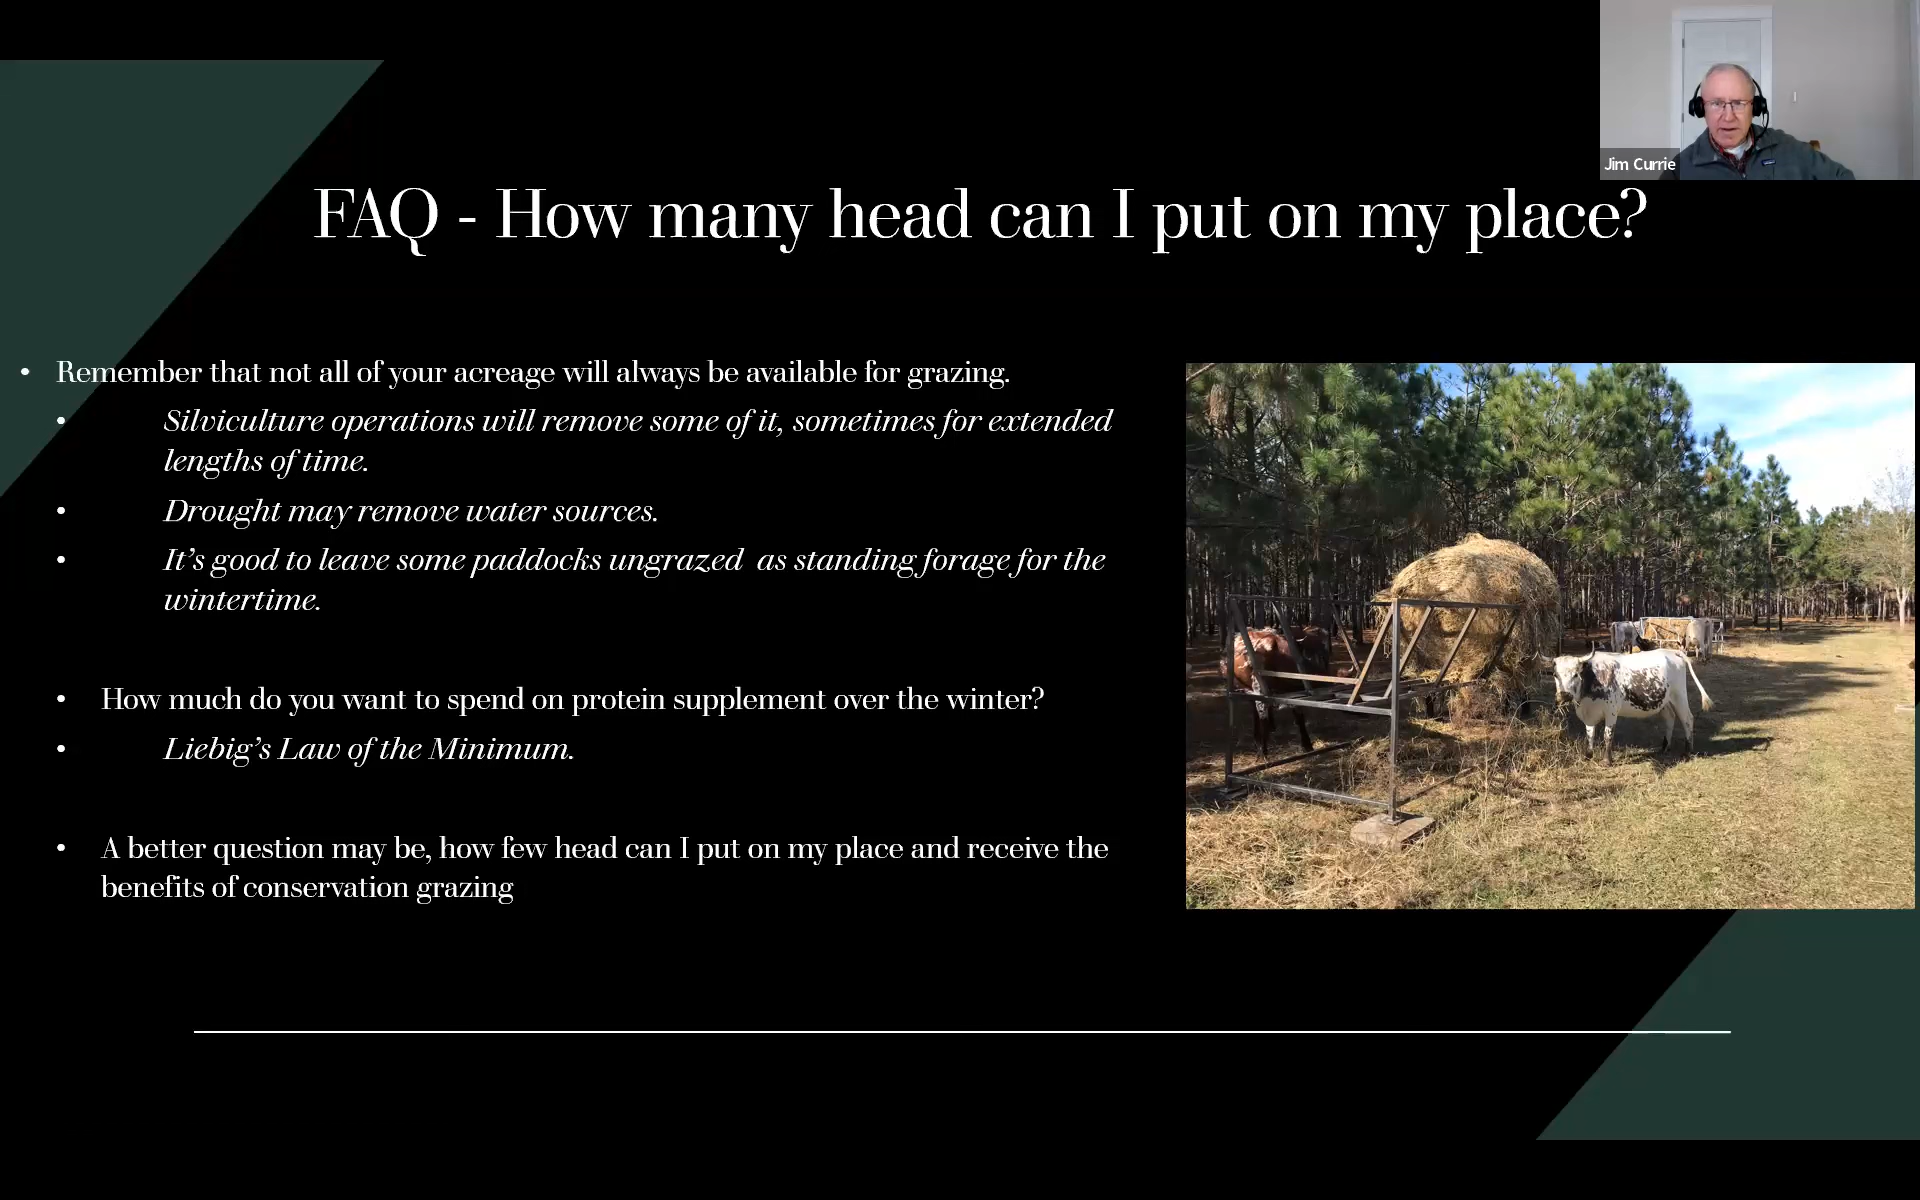 Jim Currie
FAQ - How many head can I put on my place?
• Remember that not all of your acreage will always be available for grazing.
• Silviculture operations will remove some of it, sometimes for extended
lengths of time.
• Drought may remove water sources.
• It’s good to leave some paddocks ungrazed  as standing forage for the
wintertime.
• How much do you want to spend on protein supplement over the winter?
• Liebig’s Law of the Minimum.
• A better question may be, how few head can I put on my place and receive the
benefits of conservation grazing